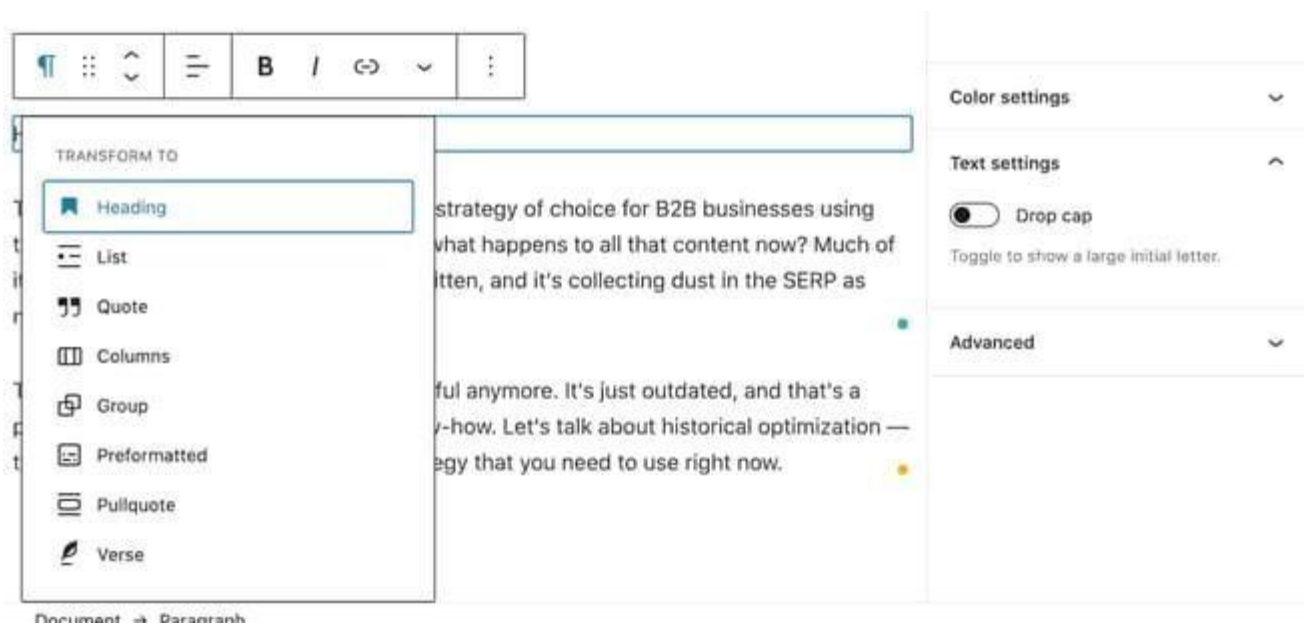 B I
TRANSFORM TO
Heading
List
Quote
Columns
Group
Preformatted
Pullquote
Verse
strategy of choice for B2B businesses using
what happens to all that content now? Much of
itten, and it's collecting dust in the SERP as
ful anymore. It's just outdated, and that's a
-how. Let's talk about historical optimization —
egy that you need to use right now.
Document → Paragraph
Color settings
Text settings
Drop cap
Toggle to show a large initial letter.
Advanced